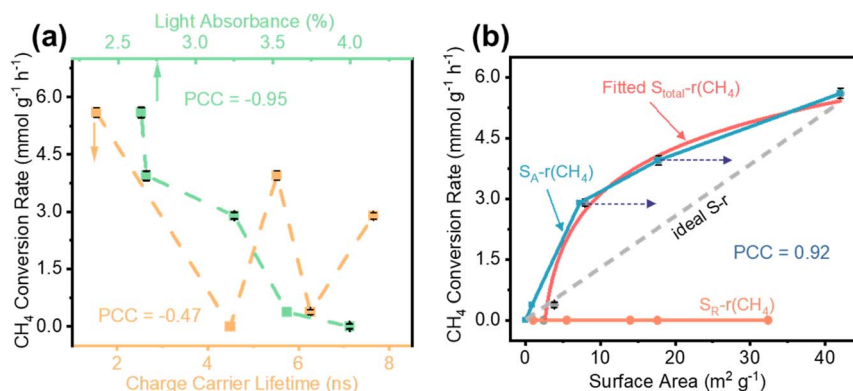 (a)
Light Absorbance (%)
2.5 3.0 3.5 4.0
CH₄ Conversion Rate (mmol g⁻¹ h⁻¹)
6.0
4.5
3.0
1.5
0.0
PCC = -0.95
PCC = -0.47
2 4 6 8
Charge Carrier Lifetime (ns)
(b)
CH₄ Conversion Rate (mmol g⁻¹ h⁻¹)
6.0
4.5
3.0
1.5
0.0
Fitted Sₜₒₜₐₗ-r(CH₄)
S_A-r(CH₄)
ideal S-r
PCC = 0.92
S_R-r(CH₄)
0 10 20 30 40
Surface Area (m² g⁻¹)